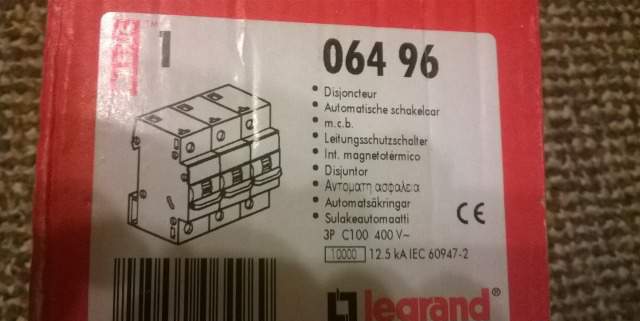 1
064 96
• Disjoncteur
• Automatische schakelaar
• m.c.b.
• Leitungsschutzschalter
• Int. magnetotérmico
• Disjuntor
• Αντοματη ασφαλεια
• Automatsäkringar
• Sulakeautomaatti
3P C100 400 V~
10000 12.5 kA IEC 60947-2
CE
legrand®